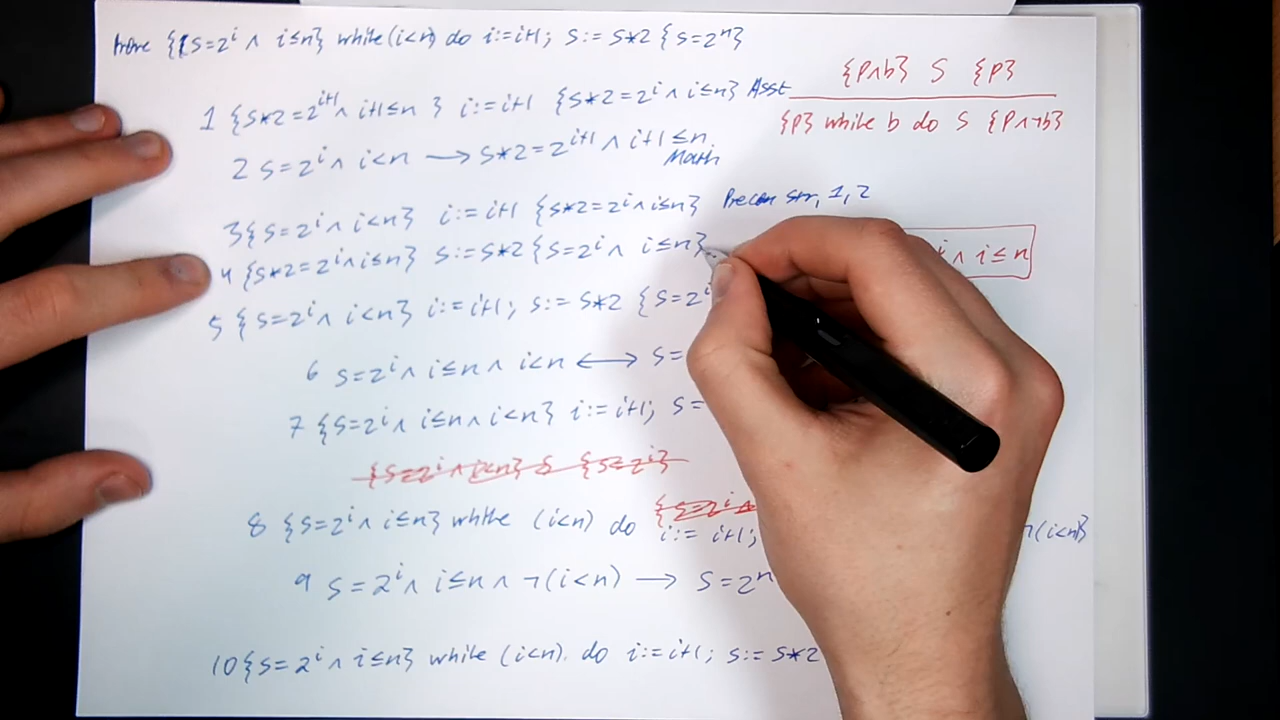 Prove {S=2^i ∧ i≤n} while (i<n) do i:=i+1; S:= S*2 {S=2^n}
{P∧b} S {P}
{P} while b do S {P∧¬b}
1 {S*2=2^{i+1} ∧ i+1≤n } i:=i+1 {S*2=2^i ∧ i≤n} Asst
2 S=2^i ∧ i<n → S*2=2^{i+1} ∧ i+1≤n
Math
3 {S=2^i ∧ i<n} i:=i+1 {S*2=2^i ∧ i≤n} Precon str, 1, 2
4 {S*2=2^i ∧ i≤n} S:=S*2 {S=2^i ∧ i≤n}
i ∧ i≤n
5 {S=2^i ∧ i<n} i:=i+1; S:= S*2 {S=2^i
6 S=2^i ∧ i≤n ∧ i<n ↔ S=
7 {S=2^i ∧ i≤n ∧ i<n} i:=i+1; S=
{S=2^i ∧ i<n} S {S=2^i}
{S=2^i ∧
8 {S=2^i ∧ i≤n} whihe (i<n) do i:= i+1; ¬(i<n)}
9 S=2^i ∧ i≤n ∧ ¬(i<n) → S=2^n
10 {S=2^i ∧ i≤n} while (i<n). do i:=i+1; S:= S*2